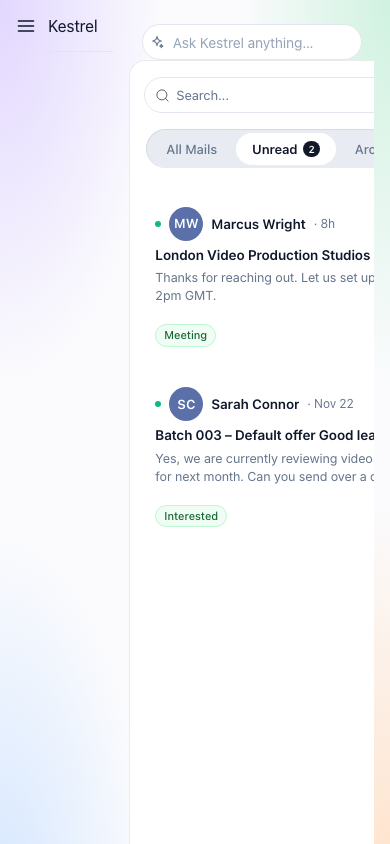 Kestrel
Ask Kestrel anything...
Search...
All Mails
Unread 2
Arc
MW Marcus Wright · 8h
London Video Production Studios
Thanks for reaching out. Let us set up
2pm GMT.
Meeting
SC Sarah Connor · Nov 22
Batch 003 – Default offer Good lea
Yes, we are currently reviewing video
for next month. Can you send over a
Interested